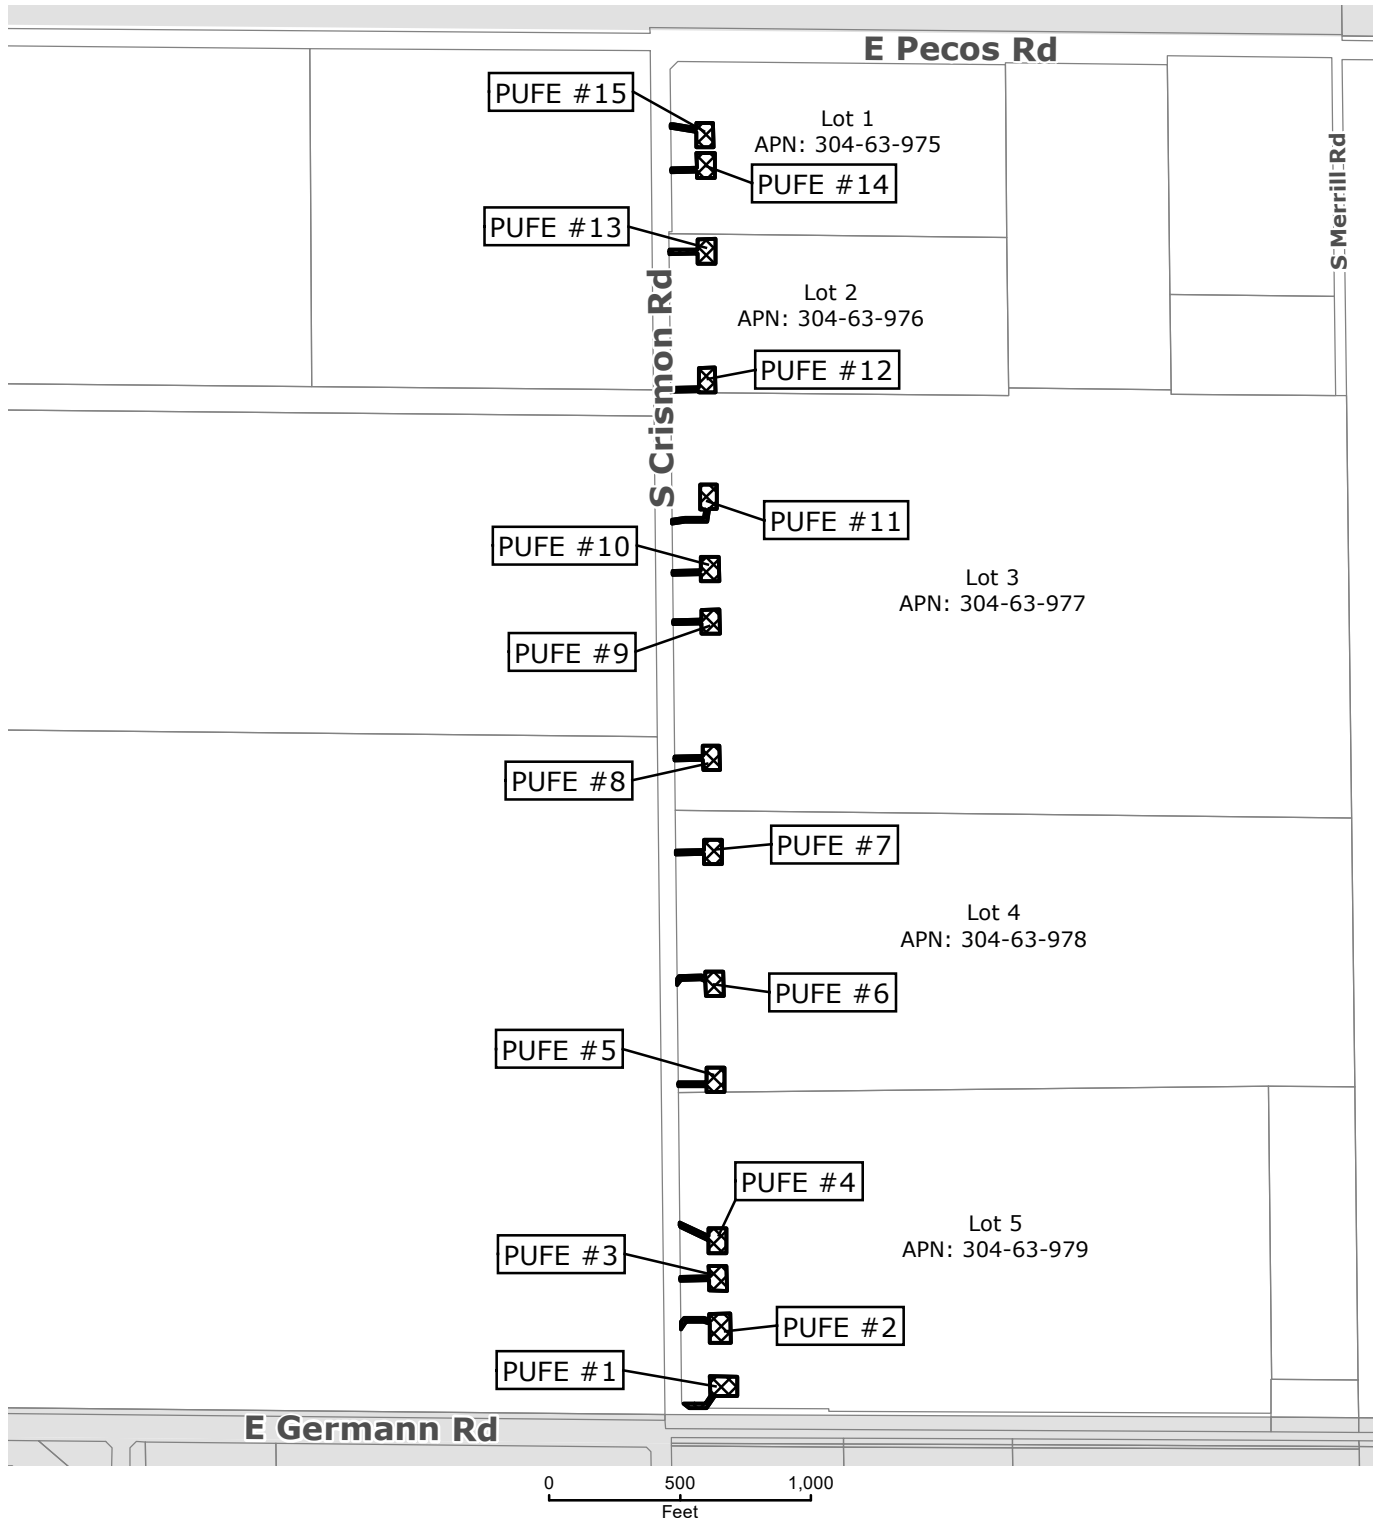 E Pecos Rd
PUFE #15
Lot 1
APN: 304-63-975
S Merrill Rd
PUFE #14
PUFE #13
Lot 2
APN: 304-63-976
S Crismon Rd
PUFE #12
PUFE #11
PUFE #10
Lot 3
APN: 304-63-977
PUFE #9
PUFE #8
PUFE #7
Lot 4
APN: 304-63-978
PUFE #6
PUFE #5
PUFE #4
Lot 5
APN: 304-63-979
PUFE #3
PUFE #2
PUFE #1
E Germann Rd
0 500 1,000
Feet